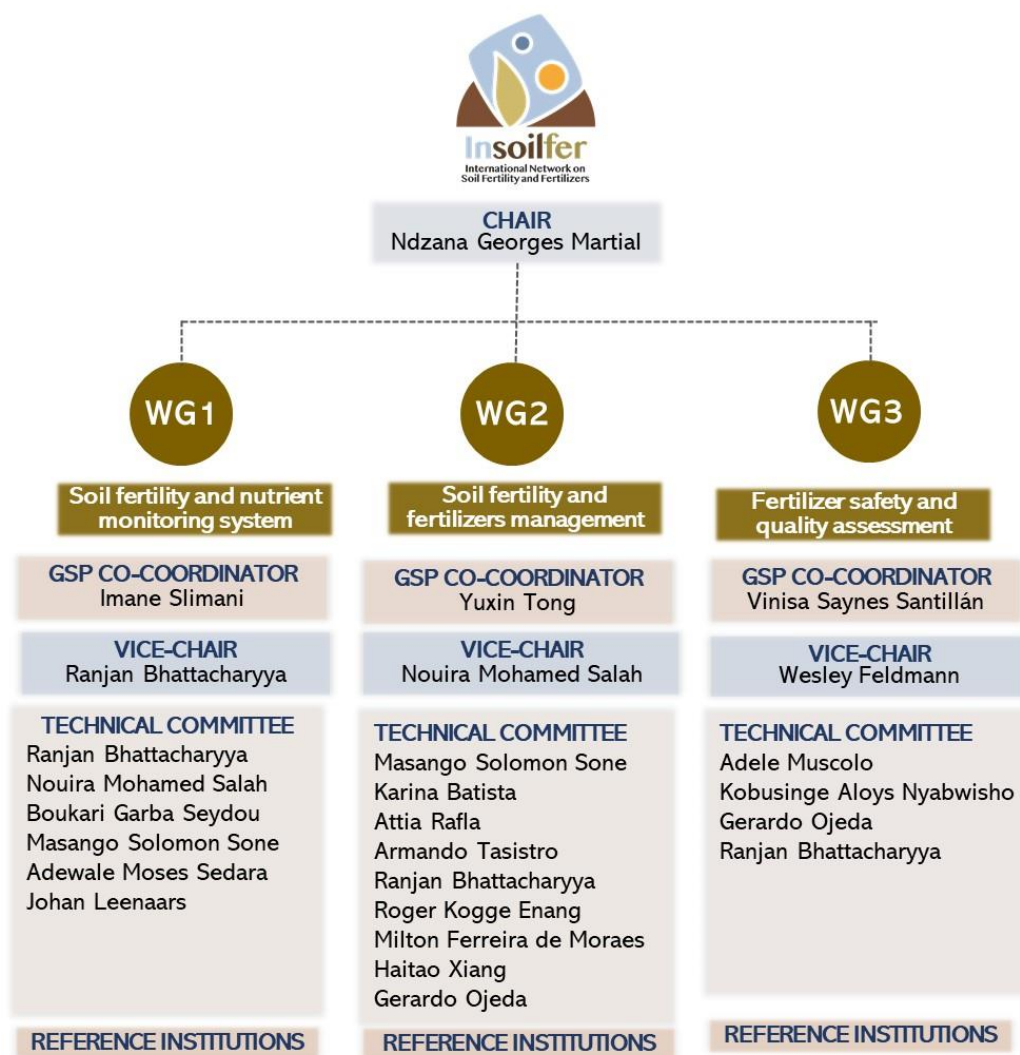 Insoilfer
International Network on
Soil Fertility and Fertilizers
CHAIR
Ndzana Georges Martial
WG1
Soil fertility and nutrient
monitoring system
GSP CO-COORDINATOR
Imane Slimani
VICE-CHAIR
Ranjan Bhattacharyya
TECHNICAL COMMITTEE
Ranjan Bhattacharyya
Nouira Mohamed Salah
Boukari Garba Seydou
Masango Solomon Sone
Adewale Moses Sedara
Johan Leenaars
REFERENCE INSTITUTIONS
WG2
Soil fertility and
fertilizers management
GSP CO-COORDINATOR
Yuxin Tong
VICE-CHAIR
Nouira Mohamed Salah
TECHNICAL COMMITTEE
Masango Solomon Sone
Karina Batista
Attia Rafla
Armando Tasistro
Ranjan Bhattacharyya
Roger Kogge Enang
Milton Ferreira de Moraes
Haitao Xiang
Gerardo Ojeda
REFERENCE INSTITUTIONS
WG3
Fertilizer safety and
quality assessment
GSP CO-COORDINATOR
Vinisa Saynes Santillán
VICE-CHAIR
Wesley Feldmann
TECHNICAL COMMITTEE
Adele Muscolo
Kobusinge Aloys Nyabwisho
Gerardo Ojeda
Ranjan Bhattacharyya
REFERENCE INSTITUTIONS